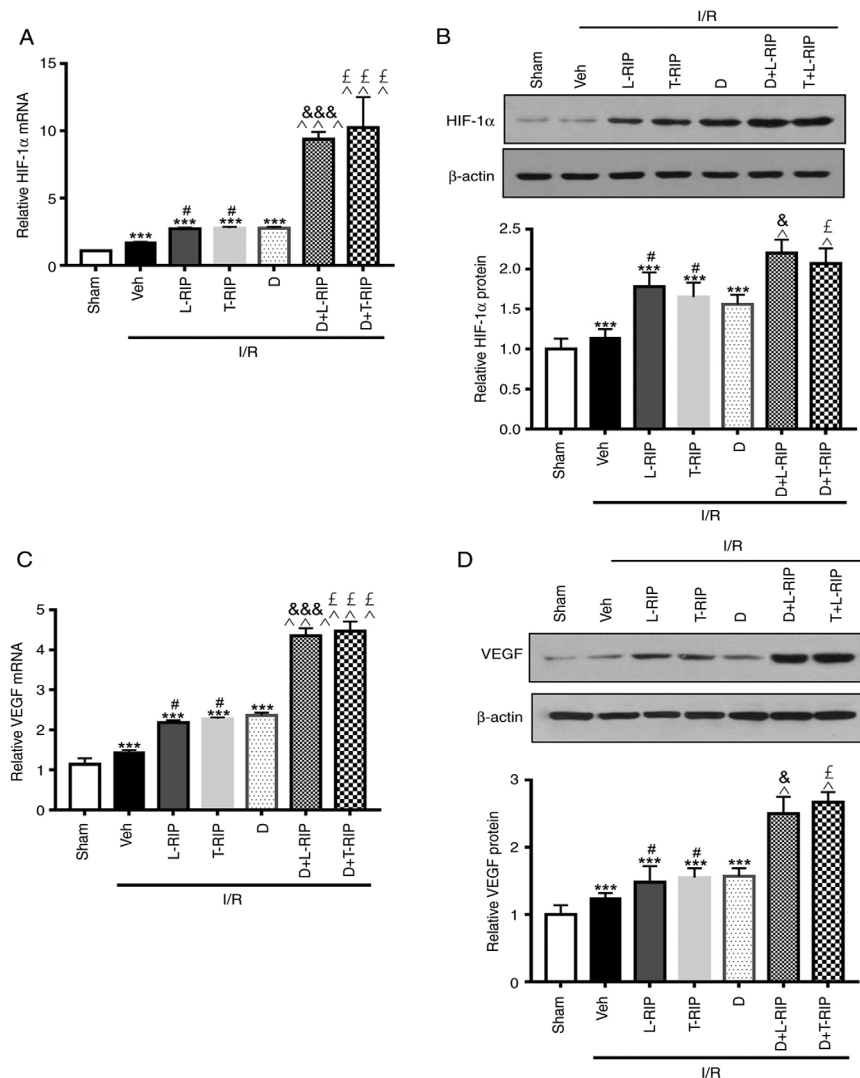 A
Relative HIF-1α mRNA
15
10
5
0
***
#
***
#
***
***
&&&
^ ^ ^
£ £ £
^ ^ ^
Sham
Veh
L-RIP
T-RIP
D
D+L-RIP
D+T-RIP
I/R
B
I/R
Sham
Veh
L-RIP
T-RIP
D
D+L-RIP
T+L-RIP
HIF-1α
β-actin
Relative HIF-1α protein
2.5
2.0
1.5
1.0
0.5
0.0
***
#
***
#
***
***
&
^
£
^
Sham
Veh
L-RIP
T-RIP
D
D+L-RIP
D+T-RIP
I/R
C
Relative VEGF mRNA
5
4
3
2
1
0
***
#
***
#
***
***
&&&
^ ^ ^
£ £ £
^ ^ ^
Sham
Veh
L-RIP
T-RIP
D
D+L-RIP
D+T-RIP
I/R
D
I/R
Sham
Veh
L-RIP
T-RIP
D
D+L-RIP
T+L-RIP
VEGF
β-actin
Relative VEGF protein
3
2
1
0
***
#
***
#
***
***
&
^
£
^
Sham
Veh
L-RIP
T-RIP
D
D+L-RIP
D+T-RIP
I/R